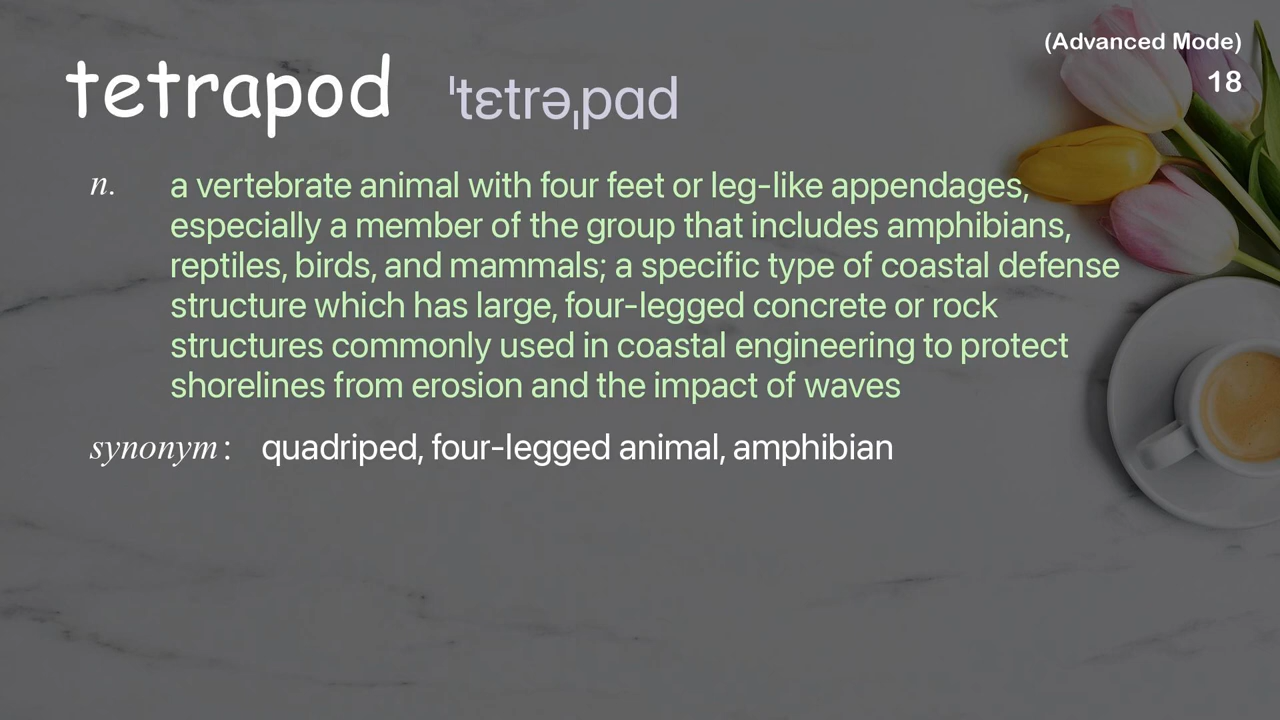 (Advanced Mode)
18
tetrapod ˈtɛtrəˌpɑd
n. a vertebrate animal with four feet or leg-like appendages,
especially a member of the group that includes amphibians,
reptiles, birds, and mammals; a specific type of coastal defense
structure which has large, four-legged concrete or rock
structures commonly used in coastal engineering to protect
shorelines from erosion and the impact of waves
synonym: quadriped, four-legged animal, amphibian